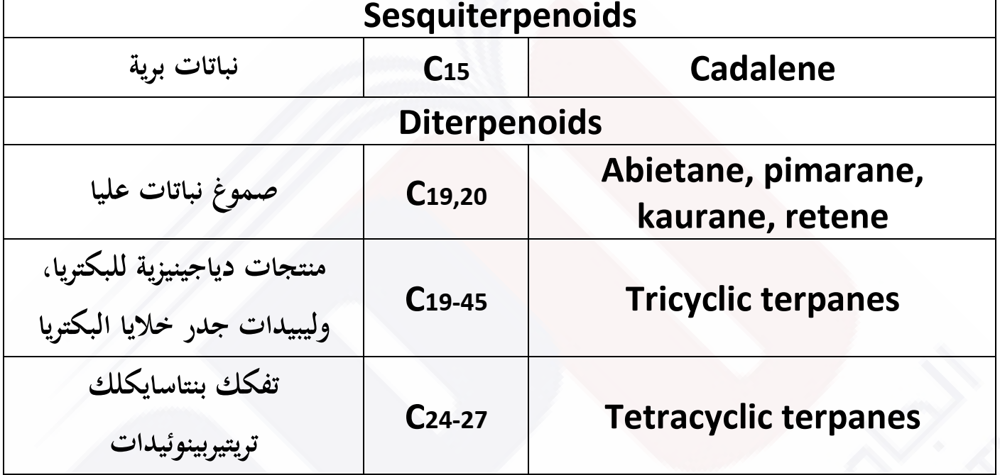 Sesquiterpenoids
نباتات برية C15 Cadalene
Diterpenoids
صموغ نباتات عليا
C19,20
Abietane, pimarane,
kaurane, retene
منتجات دياجينيزية للبكتريا،
وليبيدات جدر خلايا البكتريا
C19-45
Tricyclic terpanes
تفكك بنتاسايكلك
تريتيربينوئيدات
C24-27
Tetracyclic terpanes